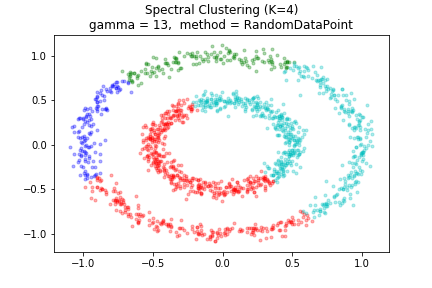 Spectral Clustering (K=4)
gamma = 13,  method = RandomDataPoint
1.0
0.5
0.0
−0.5
−1.0
−1.0 −0.5 0.0 0.5 1.0